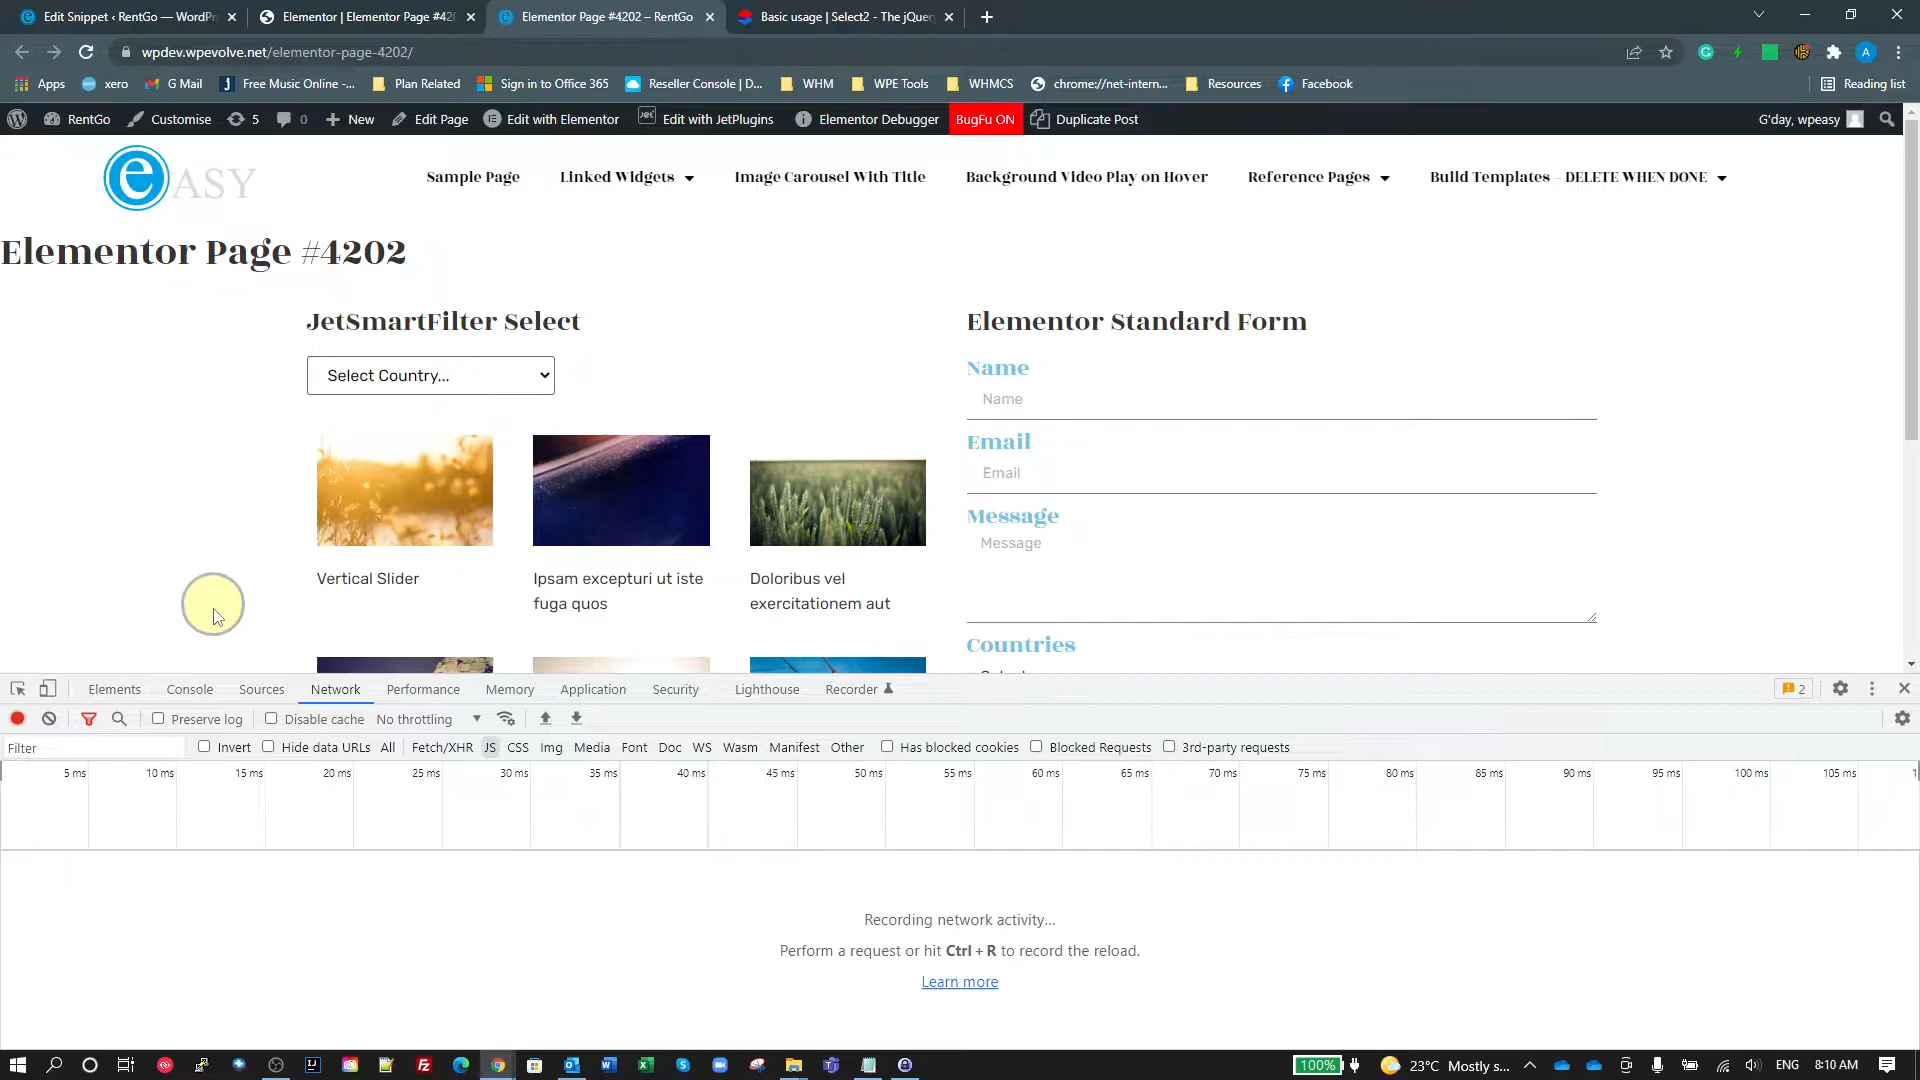 Edit Snippet ‹ RentGo — WordPr
Elementor | Elementor Page #42
Elementor Page #4202 – RentGo
Basic usage | Select2 - The jQuery
wpdev.wpevolve.net/elementor-page-4202/
Apps xero G Mail Free Music Online -... Plan Related Sign in to Office 365 Reseller Console | D... WHM WPE Tools WHMCS chrome://net-intern... Resources Facebook Reading list
RentGo Customise 5 0 New Edit Page Edit with Elementor Jet Edit with JetPlugins Elementor Debugger BugFu ON Duplicate Post G'day, wpeasy
eASY
Sample Page Linked Widgets Image Carousel With Title Background Video Play on Hover Reference Pages Build Templates – DELETE WHEN DONE
Elementor Page #4202
JetSmartFilter Select
Select Country...
Vertical Slider
Ipsam excepturi ut iste
fuga quos
Doloribus vel
exercitationem aut
Elementor Standard Form
Name
Name
Email
Email
Message
Message
Countries
Elements Console Sources Network Performance Memory Application Security Lighthouse Recorder 2
Preserve log Disable cache No throttling
Filter Invert Hide data URLs All Fetch/XHR JS CSS Img Media Font Doc WS Wasm Manifest Other Has blocked cookies Blocked Requests 3rd-party requests
5 ms 10 ms 15 ms 20 ms 25 ms 30 ms 35 ms 40 ms 45 ms 50 ms 55 ms 60 ms 65 ms 70 ms 75 ms 80 ms 85 ms 90 ms 95 ms 100 ms 105 ms 1
Recording network activity...
Perform a request or hit Ctrl + R to record the reload.
Learn more
100% 23°C Mostly s... ENG 8:10 AM